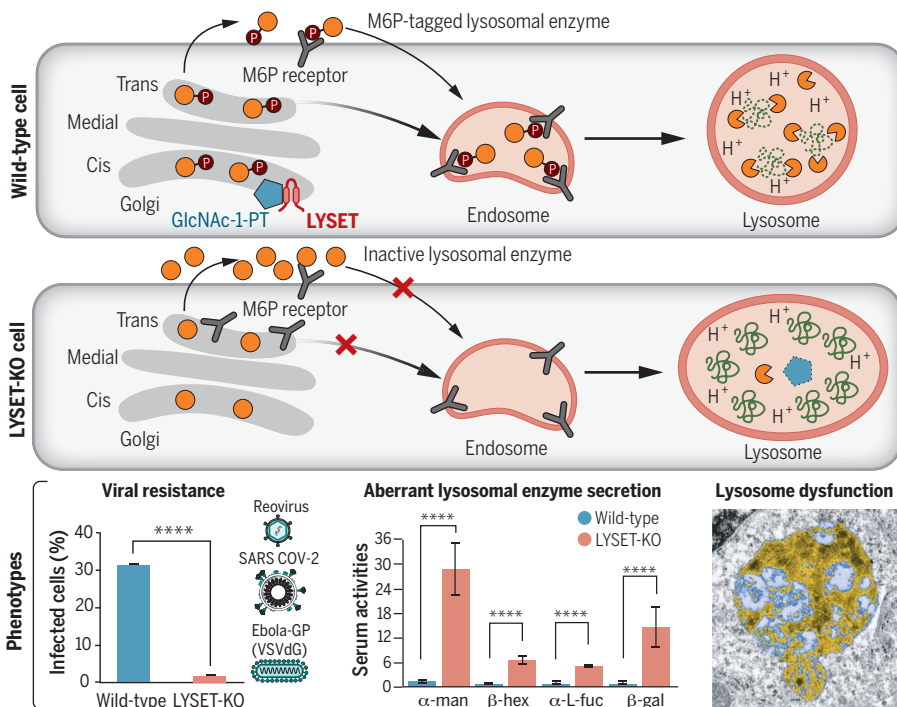 M6P-tagged lysosomal enzyme
P
P
M6P receptor
Wild-type cell
Trans
P
P
Medial
Cis
P
P
Golgi
GlcNAc-1-PT
LYSET
P
P
P
Endosome
H+
H+
H+
H+
H+
H+
Lysosome
Inactive lysosomal enzyme
M6P receptor
LYSET-KO cell
Trans
Medial
Cis
Golgi
Endosome
H+
H+
H+
H+
H+
H+
Lysosome
Phenotypes
Viral resistance
Infected cells (%)
40
30
20
10
0
****
Wild-type LYSET-KO
Reovirus
SARS COV-2
Ebola-GP
(VSVdG)
Aberrant lysosomal enzyme secretion
Wild-type
LYSET-KO
Serum activities
36
30
24
18
12
6
0
****
****
****
****
α-man β-hex α-L-fuc β-gal
Lysosome dysfunction